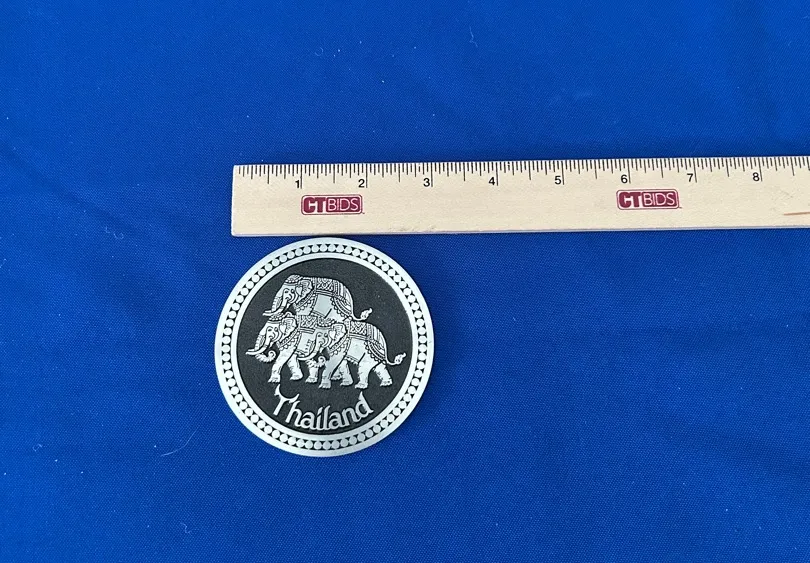 1 2 3 4 5 6 7 8
CTBIDS CTBIDS
Thailand